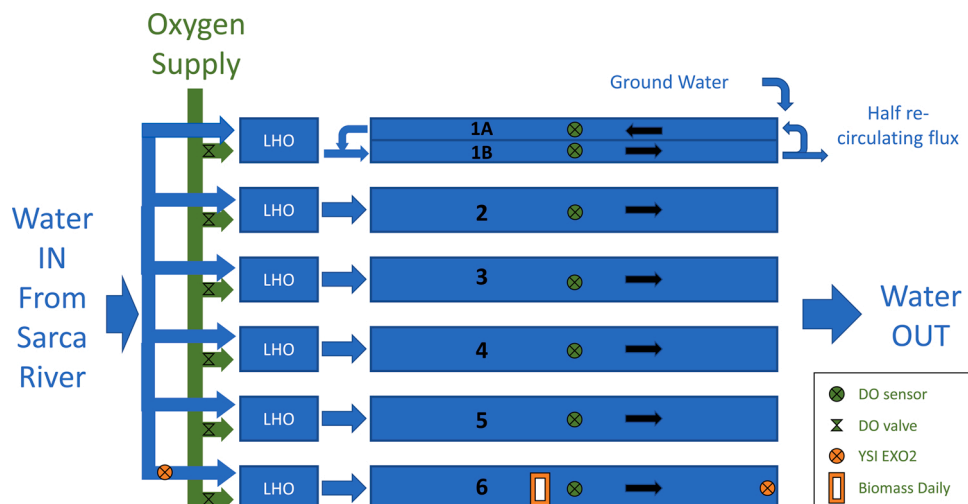 Oxygen
Supply
Ground Water
Half re-
circulating flux
LHO
1A
1B
LHO
2
Water
IN
From
Sarca
River
LHO
3
Water
OUT
LHO
4
LHO
5
LHO
6
DO sensor
DO valve
YSI EXO2
Biomass Daily